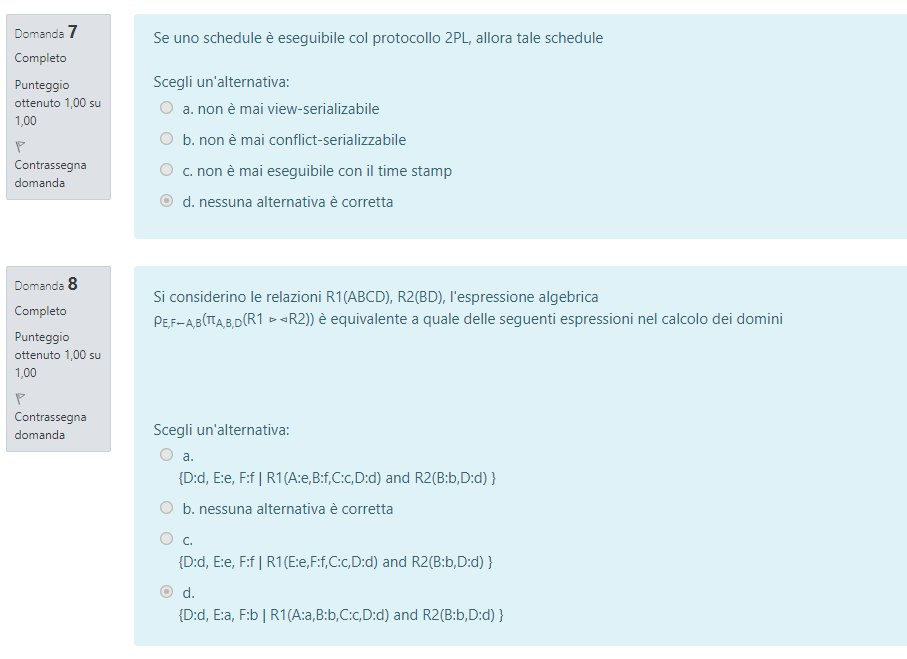 Domanda 7
Completo
Punteggio
ottenuto 1,00 su
1,00
Contrassegna
domanda
Se uno schedule è eseguibile col protocollo 2PL, allora tale schedule
Scegli un'alternativa:
a. non è mai view-serializabile
b. non è mai conflict-serializzabile
c. non è mai eseguibile con il time stamp
d. nessuna alternativa è corretta
Domanda 8
Completo
Punteggio
ottenuto 1,00 su
1,00
Contrassegna
domanda
Si considerino le relazioni R1(ABCD), R2(BD), l'espressione algebrica
ρE,F←A,B(πA,B,D(R1 ▹◃R2)) è equivalente a quale delle seguenti espressioni nel calcolo dei domini
Scegli un'alternativa:
a.
{D:d, E:e, F:f | R1(A:e,B:f,C:c,D:d) and R2(B:b,D:d) }
b. nessuna alternativa è corretta
c.
{D:d, E:e, F:f | R1(E:e,F:f,C:c,D:d) and R2(B:b,D:d) }
d.
{D:d, E:a, F:b | R1(A:a,B:b,C:c,D:d) and R2(B:b,D:d) }